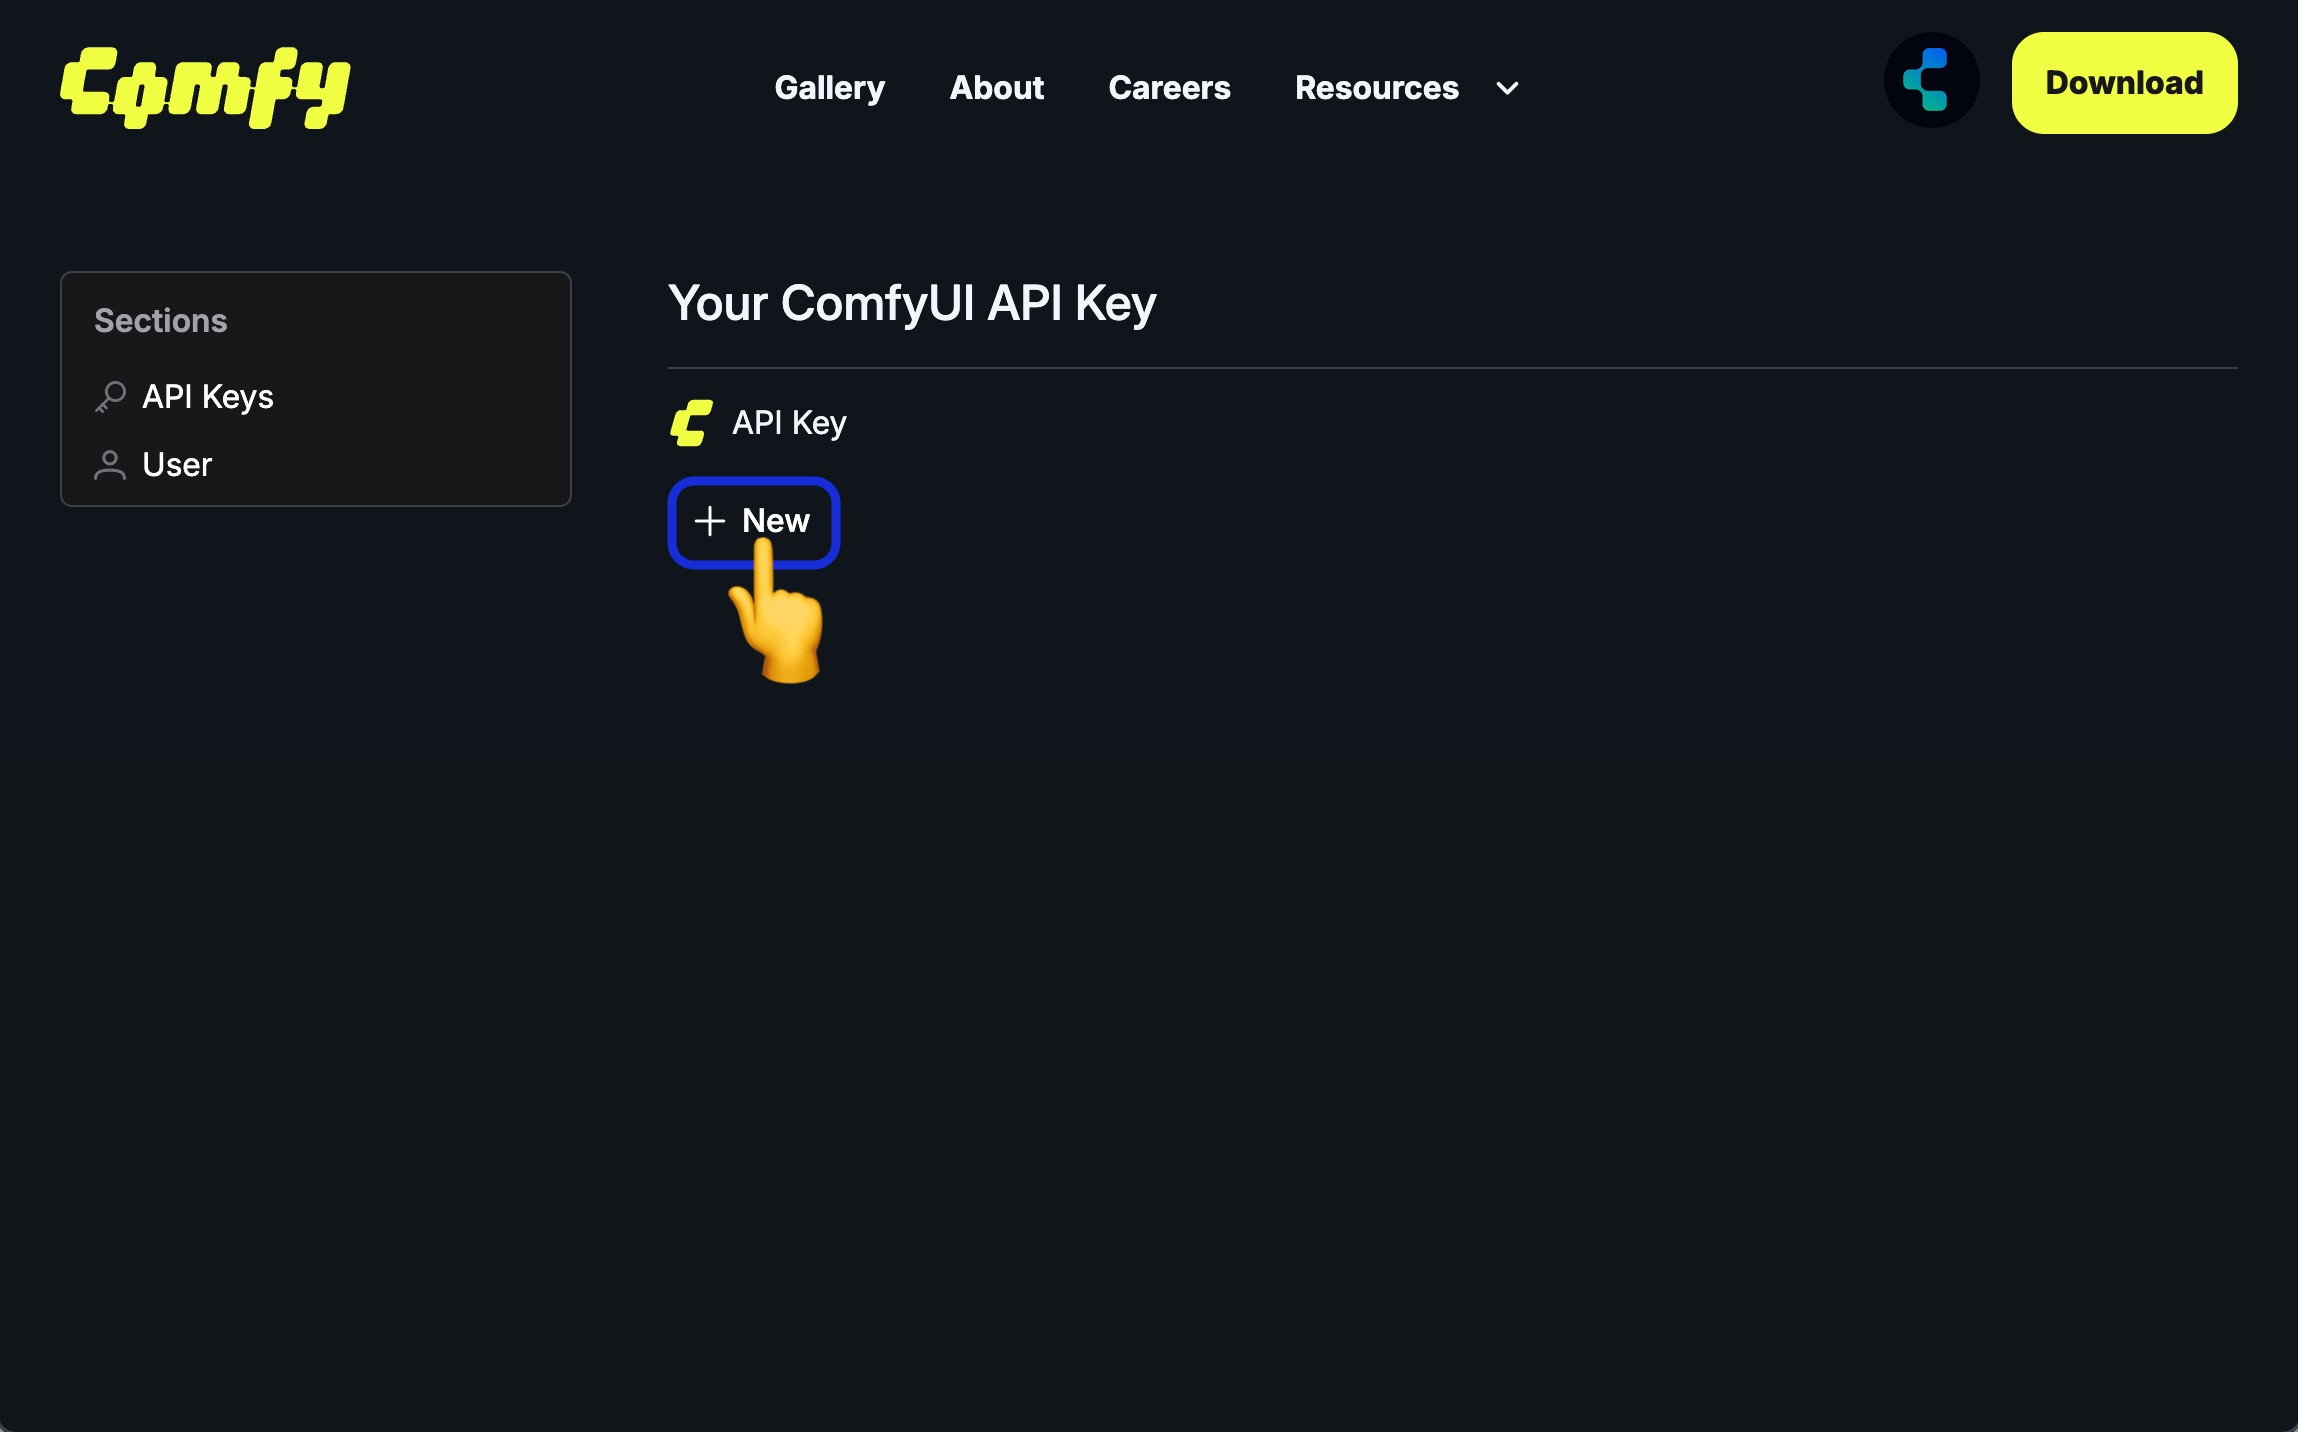 Comfy
Gallery About Careers Resources
Download
Sections
API Keys
User
Your ComfyUI API Key
API Key
New